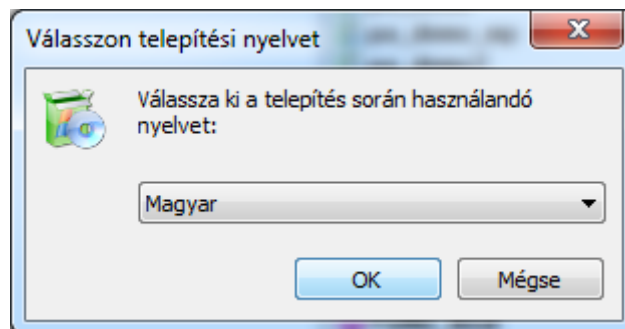 Válasszon telepítési nyelvet
Válassza ki a telepítés során használandó
nyelvet:
Magyar
OK
Mégse